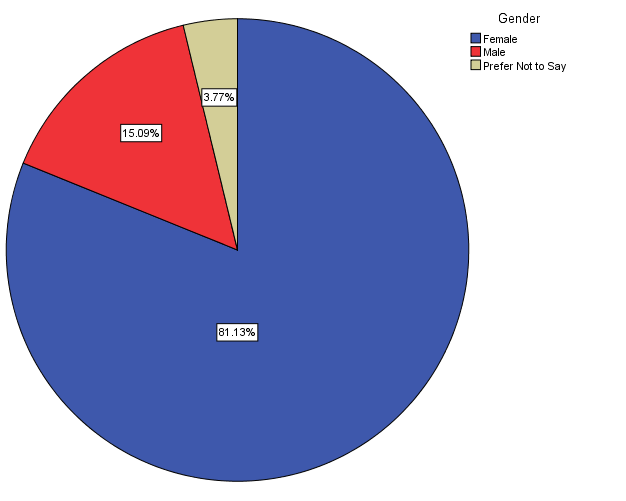 Gender
Female
Male
Prefer Not to Say
3.77%
15.09%
81.13%